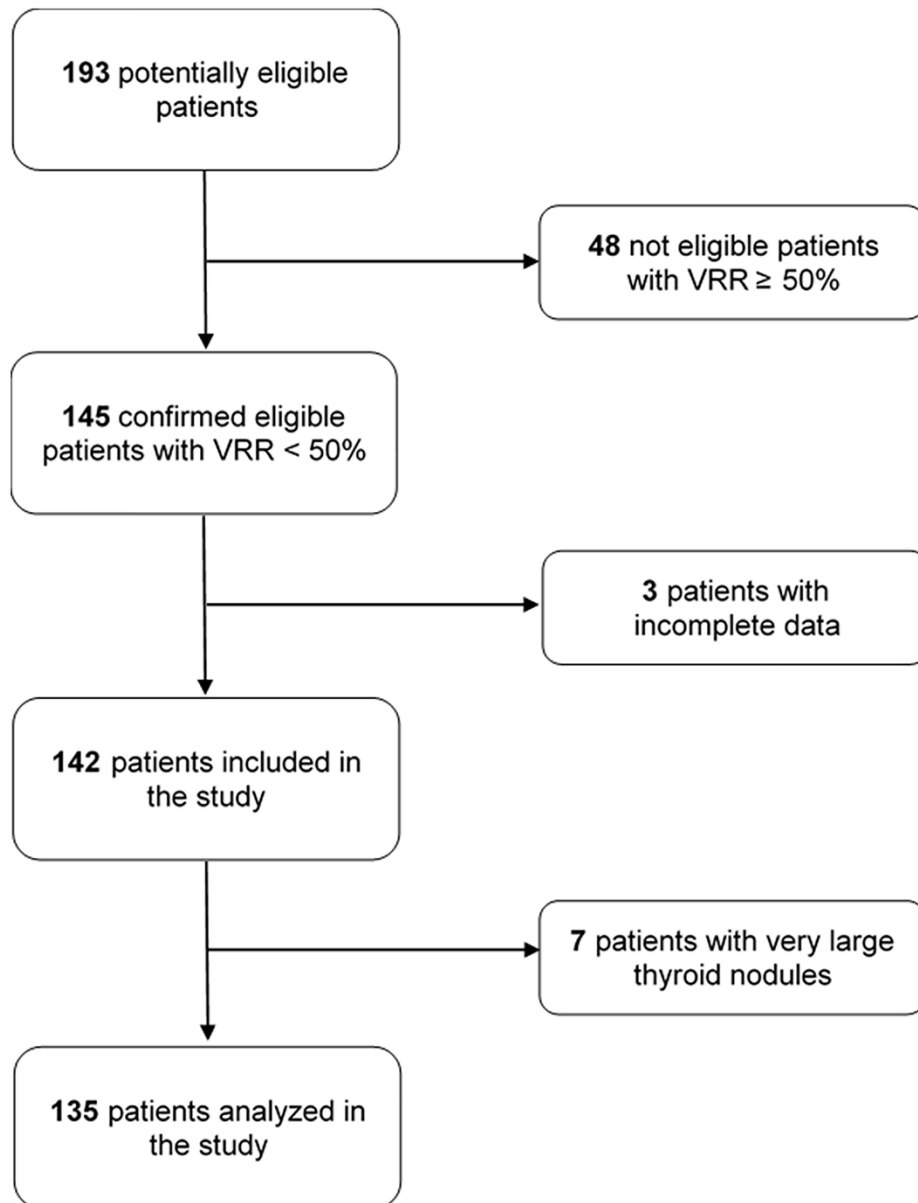 193 potentially eligible
patients
48 not eligible patients
with VRR ≥ 50%
145 confirmed eligible
patients with VRR < 50%
3 patients with
incomplete data
142 patients included in
the study
7 patients with very large
thyroid nodules
135 patients analyzed in
the study